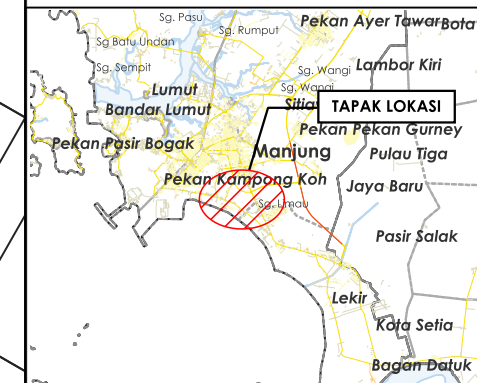 Sg. Pasu
Pekan Ayer Tawar
Bota
Sg. Rumput
Sg Batu Undan
Sg. Sempit
Sg. Wangi
Lambor Kiri
Sg. Wangi
Lumut
Bandar Lumut
TAPAK LOKASI
Pekan Pekan Gurney
Pekan Pasir Bogak
Manjung
Pulau Tiga
Pekan Kampong Koh
Jaya Baru
Sg. Limau
Pasir Salak
Lekir
Kota Setia
Bagan Datuk